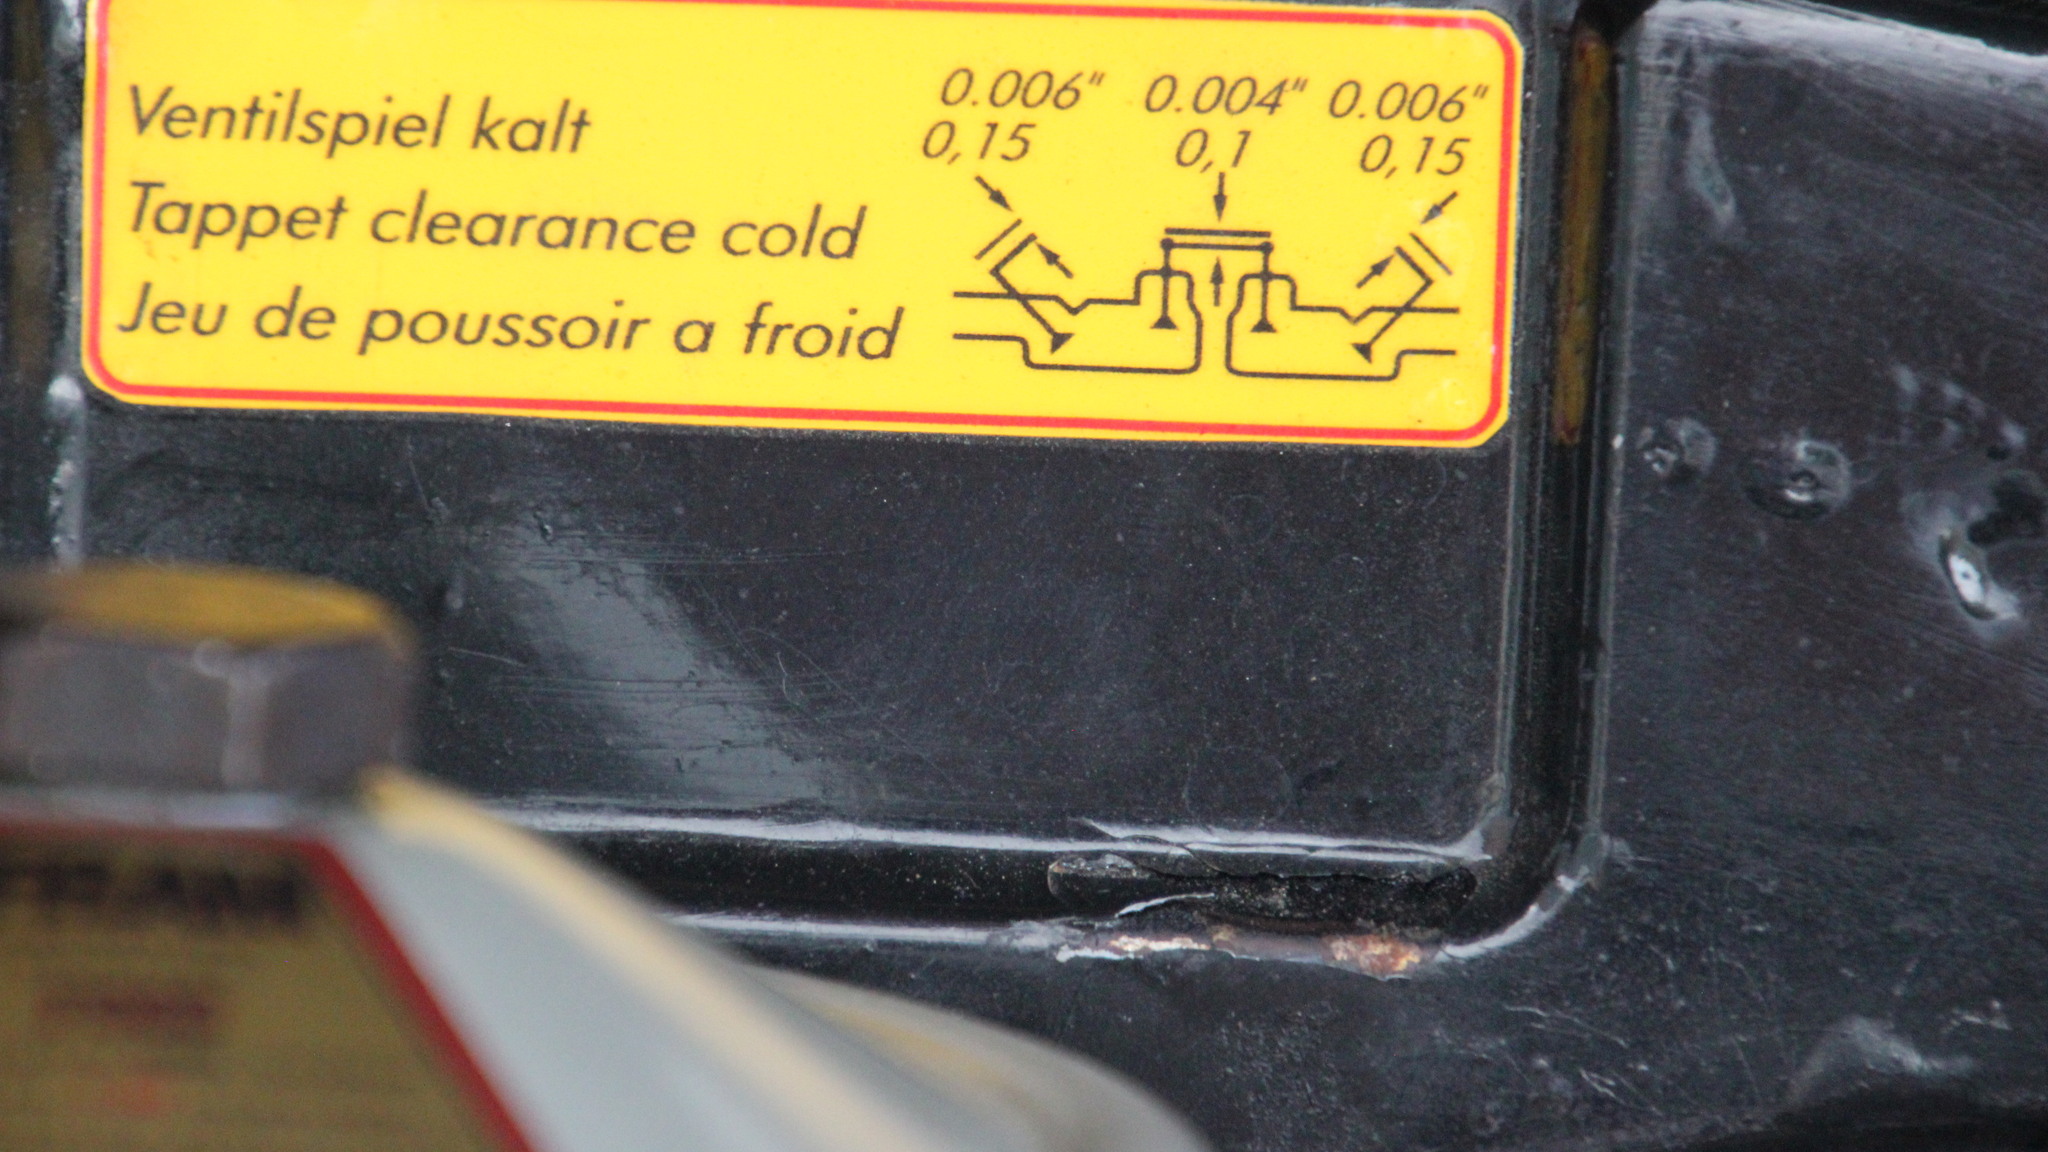 Ventilspiel kalt
Tappet clearance cold
Jeu de poussoir a froid
0.006" 0.004" 0.006"
0,15 0,1 0,15